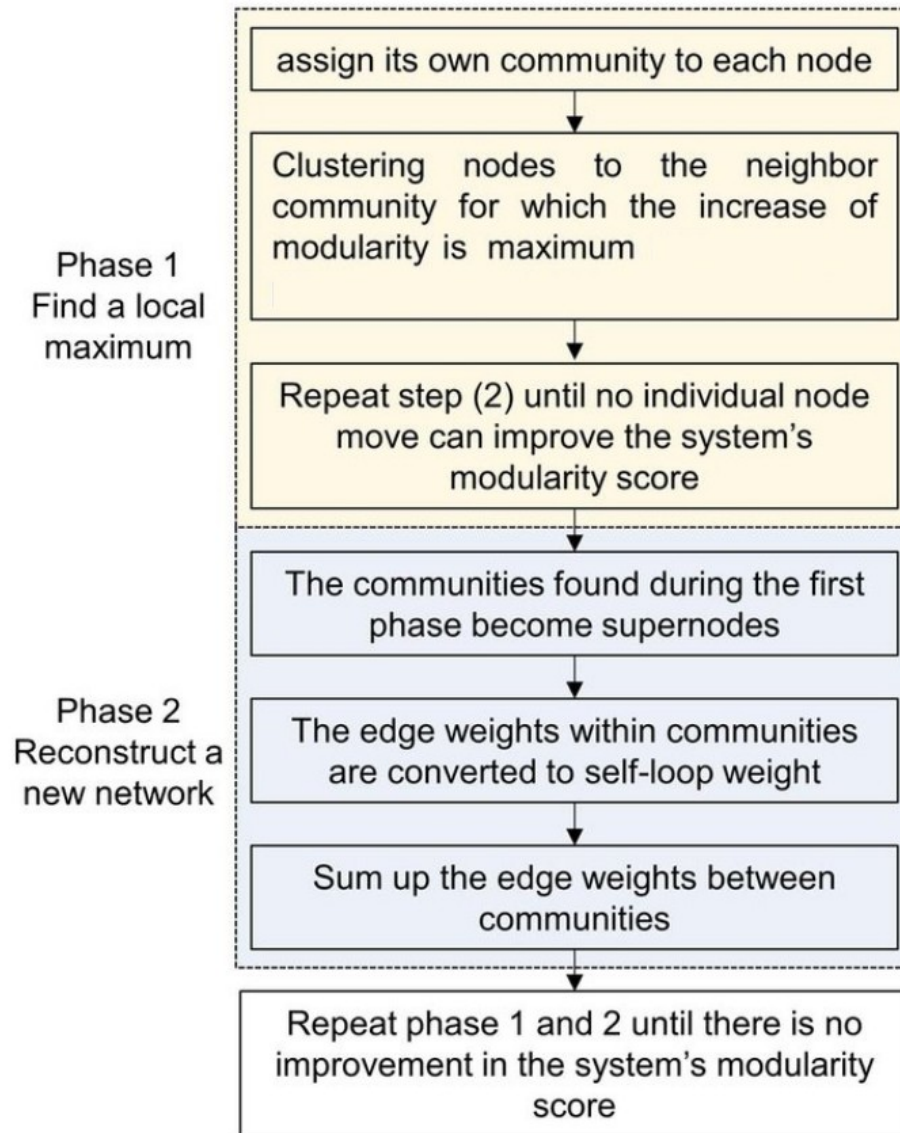 assign its own community to each node
Clustering nodes to the neighbor
community for which the increase of
modularity is maximum
Phase 1
Find a local
maximum
Repeat step (2) until no individual node
move can improve the system’s
modularity score
The communities found during the first
phase become supernodes
Phase 2
Reconstruct a
new network
The edge weights within communities
are converted to self-loop weight
Sum up the edge weights between
communities
Repeat phase 1 and 2 until there is no
improvement in the system’s modularity
score